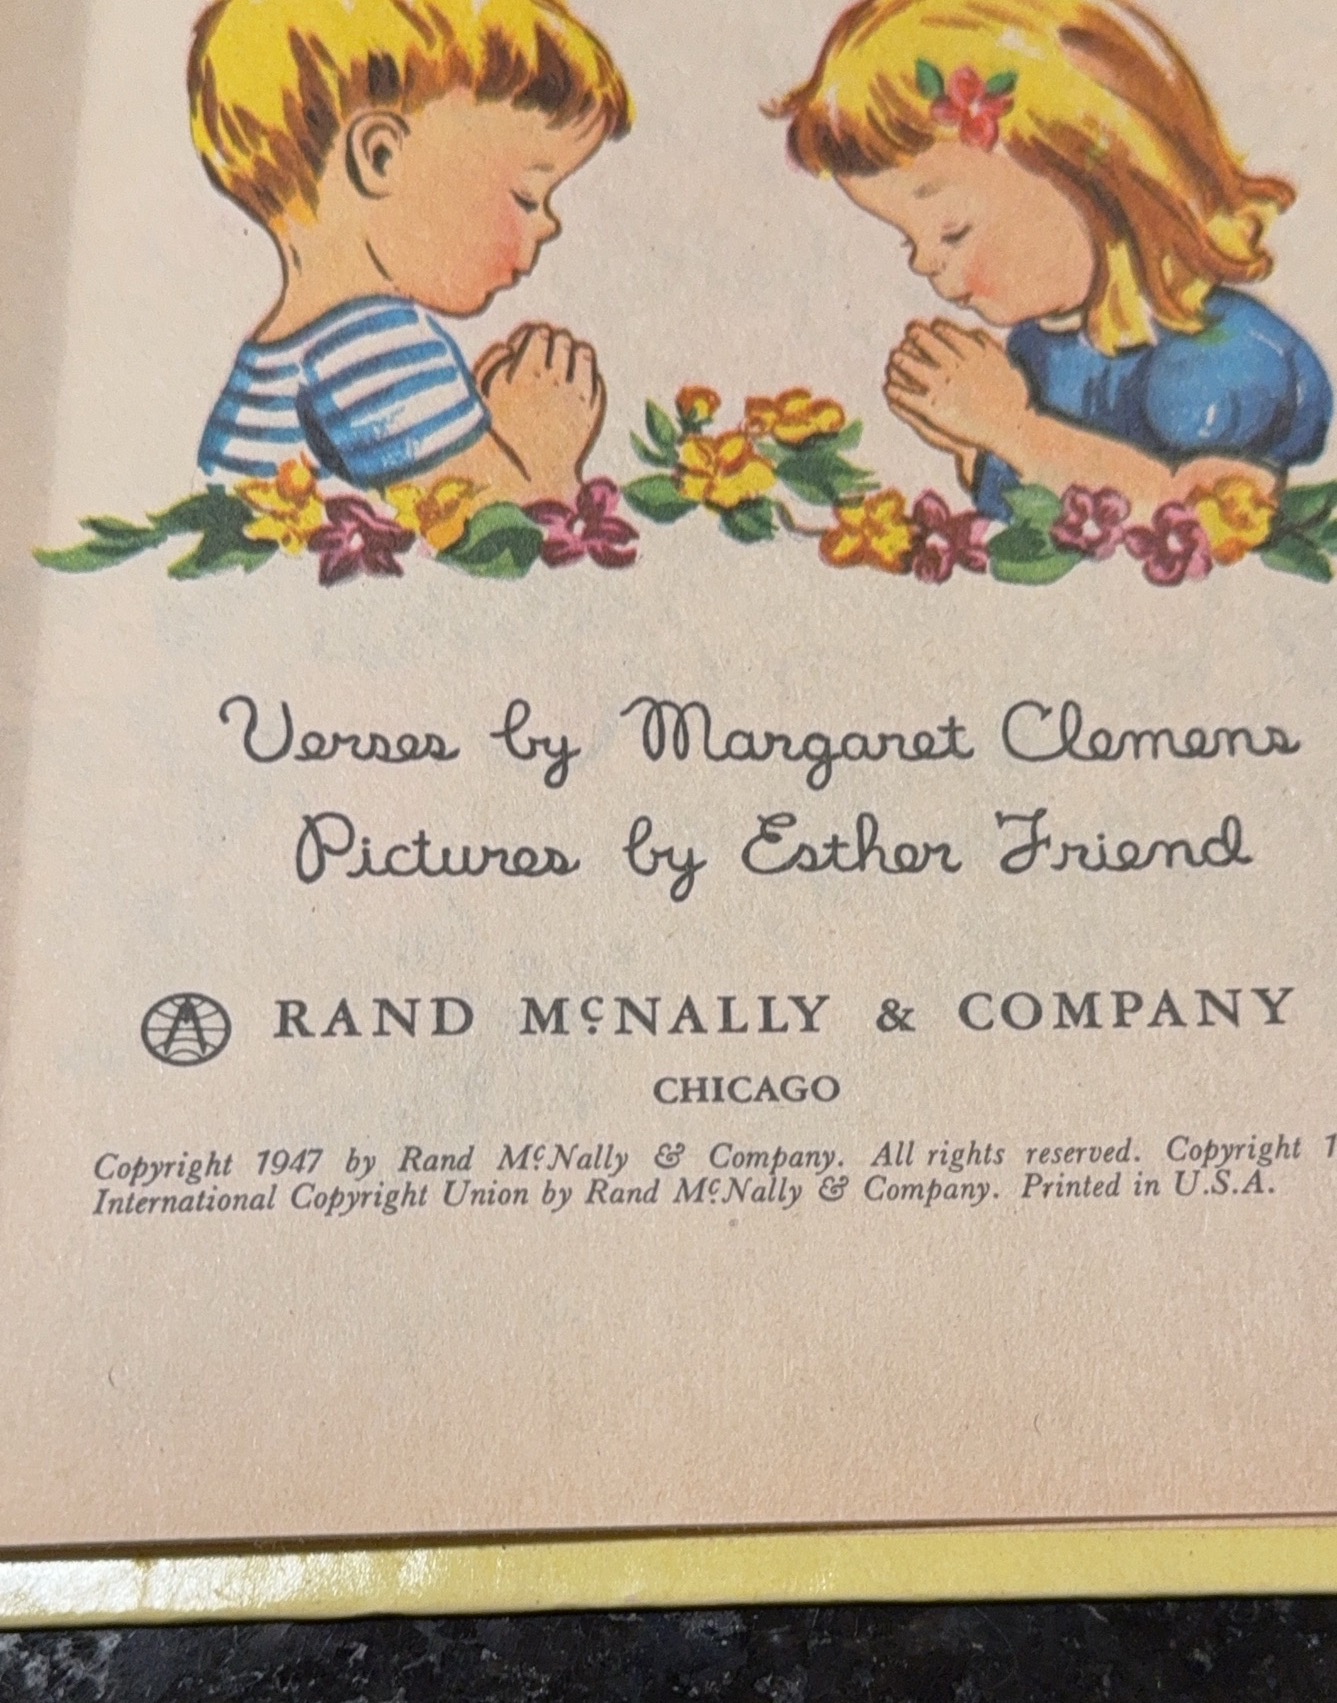 Verses by Margaret Clemens
Pictures by Esther Friend
RAND McNALLY & COMPANY
CHICAGO
Copyright 1947 by Rand McNally & Company. All rights reserved. Copyright
International Copyright Union by Rand McNally & Company. Printed in U.S.A.